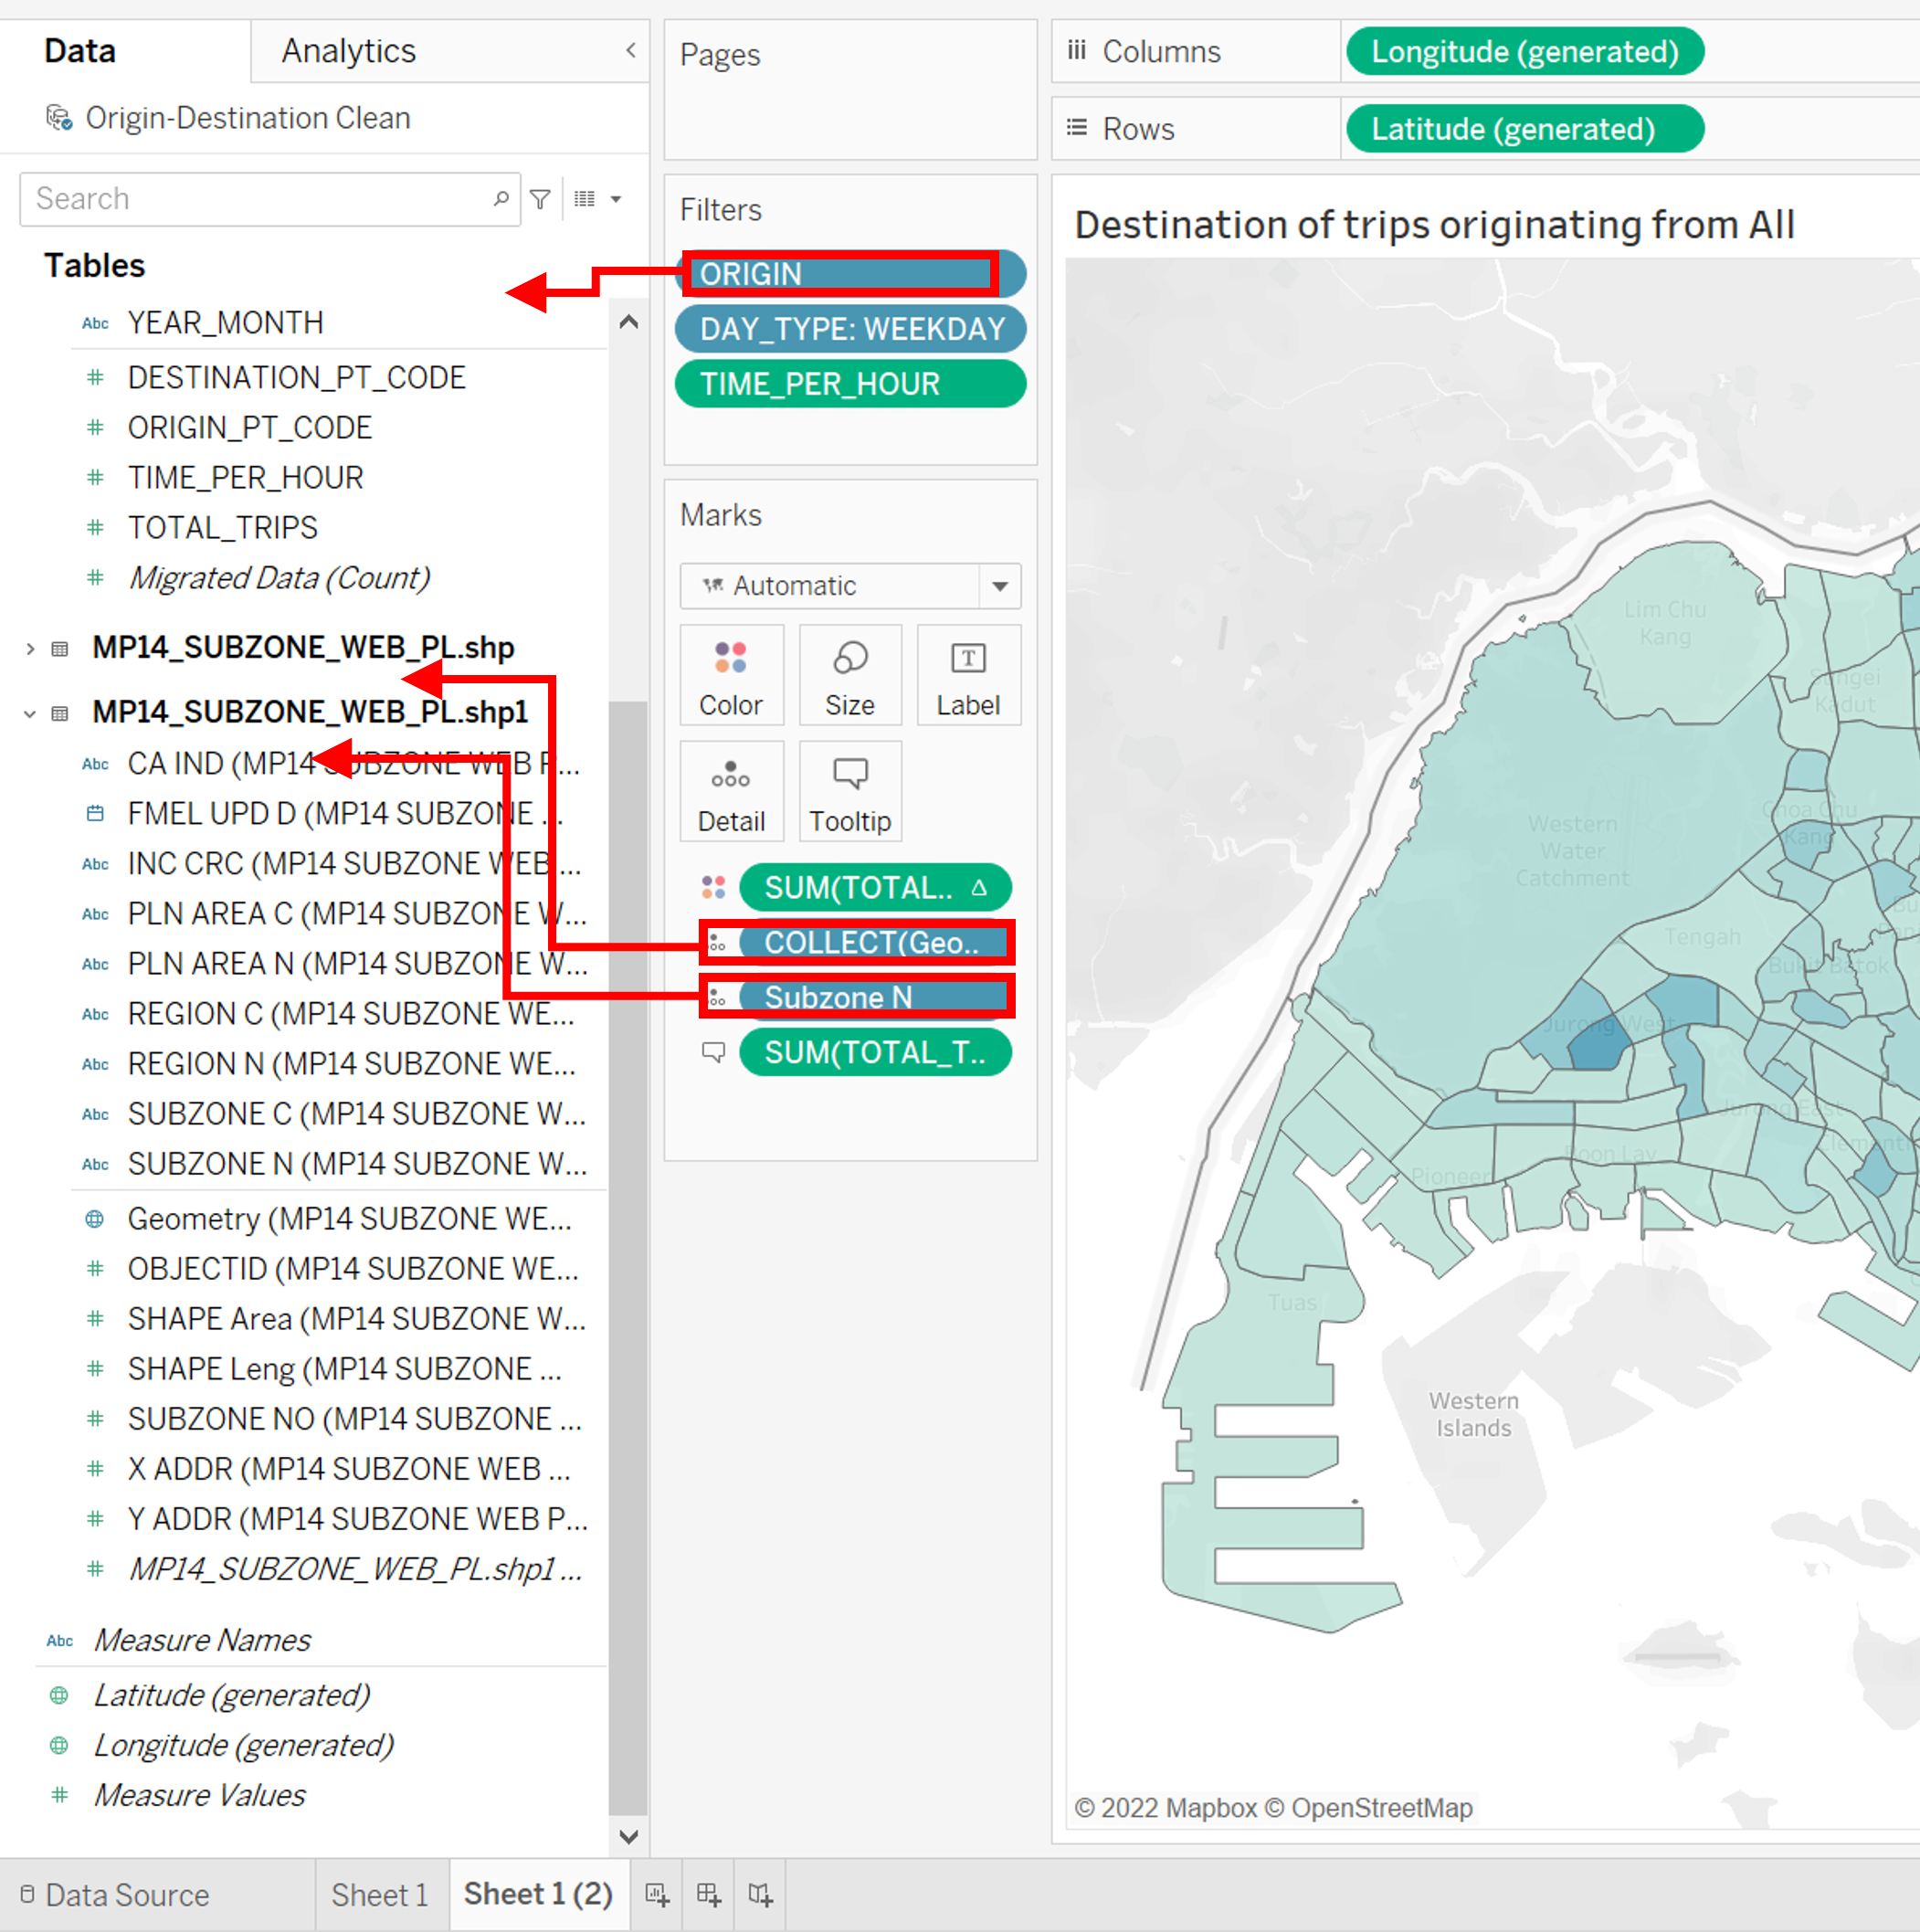 Data
Analytics
Origin-Destination Clean
Search
Tables
Abc YEAR_MONTH
# DESTINATION_PT_CODE
# ORIGIN_PT_CODE
# TIME_PER_HOUR
# TOTAL_TRIPS
# Migrated Data (Count)
MP14_SUBZONE_WEB_PL.shp
MP14_SUBZONE_WEB_PL.shp1
Abc CA IND (MP14 SUBZONE WEB P...
FMEL UPD D (MP14 SUBZONE ...
Abc INC CRC (MP14 SUBZONE WEB ...
Abc PLN AREA C (MP14 SUBZONE W...
Abc PLN AREA N (MP14 SUBZONE W...
Abc REGION C (MP14 SUBZONE WE...
Abc REGION N (MP14 SUBZONE WE...
Abc SUBZONE C (MP14 SUBZONE W...
Abc SUBZONE N (MP14 SUBZONE W...
Geometry (MP14 SUBZONE WE...
# OBJECTID (MP14 SUBZONE WE...
# SHAPE Area (MP14 SUBZONE W...
# SHAPE Leng (MP14 SUBZONE ...
# SUBZONE NO (MP14 SUBZONE ...
# X ADDR (MP14 SUBZONE WEB ...
# Y ADDR (MP14 SUBZONE WEB P...
# MP14_SUBZONE_WEB_PL.shp1 ...
Abc Measure Names
Latitude (generated)
Longitude (generated)
# Measure Values
Pages
Filters
ORIGIN
DAY_TYPE: WEEKDAY
TIME_PER_HOUR
Marks
Automatic
Color
Size
Label
Detail
Tooltip
SUM(TOTAL.. Δ
COLLECT(Geo..
Subzone N
SUM(TOTAL_T..
Columns
Longitude (generated)
Rows
Latitude (generated)
Destination of trips originating from All
Lim Chu
Kang
Sungei
Kadut
Choa Chu
Kang
Western
Water
Catchment
Tengah
Bukit Batok
Jurong West
Jurong East
Boon Lay
Pioneer
Tuas
Western
Islands
© 2022 Mapbox © OpenStreetMap
Data Source
Sheet 1
Sheet 1 (2)